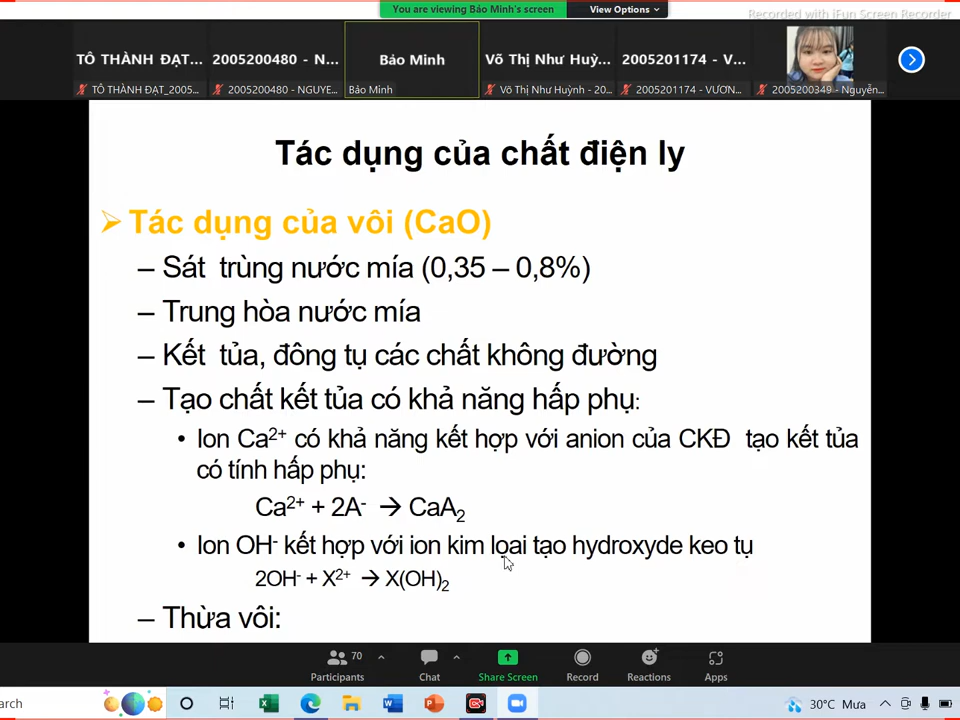 You are viewing Bảo Minh's screen
View Options
Recorded with iFun Screen Recorder
TÔ THÀNH ĐẠT...
2005200480 - N...
Bảo Minh
Võ Thị Như Huỳ...
2005201174 - V...
TÔ THÀNH ĐẠT_2005...
2005200480 - NGUYE...
Bảo Minh
Võ Thị Như Huỳnh - 20...
2005201174 - VƯƠN...
2005200349 - Nguyễn...
Tác dụng của chất điện ly
➢ Tác dụng của vôi (CaO)
– Sát trùng nước mía (0,35 – 0,8%)
– Trung hòa nước mía
– Kết tủa, đông tụ các chất không đường
– Tạo chất kết tủa có khả năng hấp phụ:
• Ion Ca²⁺ có khả năng kết hợp với anion của CKĐ tạo kết tủa
có tính hấp phụ:
Ca²⁺ + 2A⁻ → CaA₂
• Ion OH⁻ kết hợp với ion kim loại tạo hydroxyde keo tụ
2OH⁻ + X²⁺ → X(OH)₂
– Thừa vôi:
70
Participants
Chat
Share Screen
Record
Reactions
Apps
arch
30°C Mưa